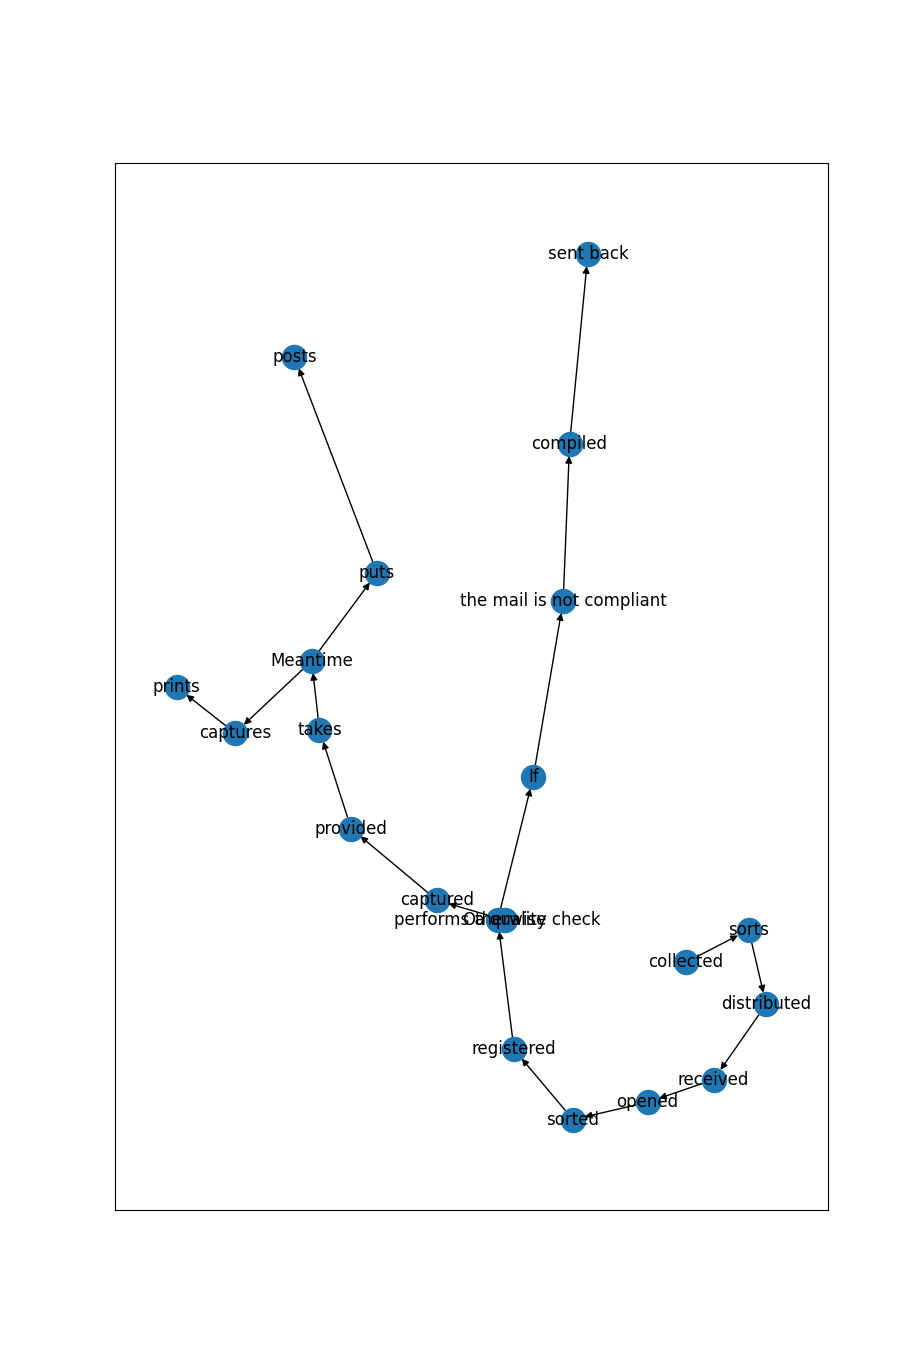 sent back
posts
compiled
puts
the mail is not compliant
Meantime
prints
takes
captures
If
provided
captured
performs a quality check
Otherwise
sorts
collected
distributed
registered
received
opened
sorted